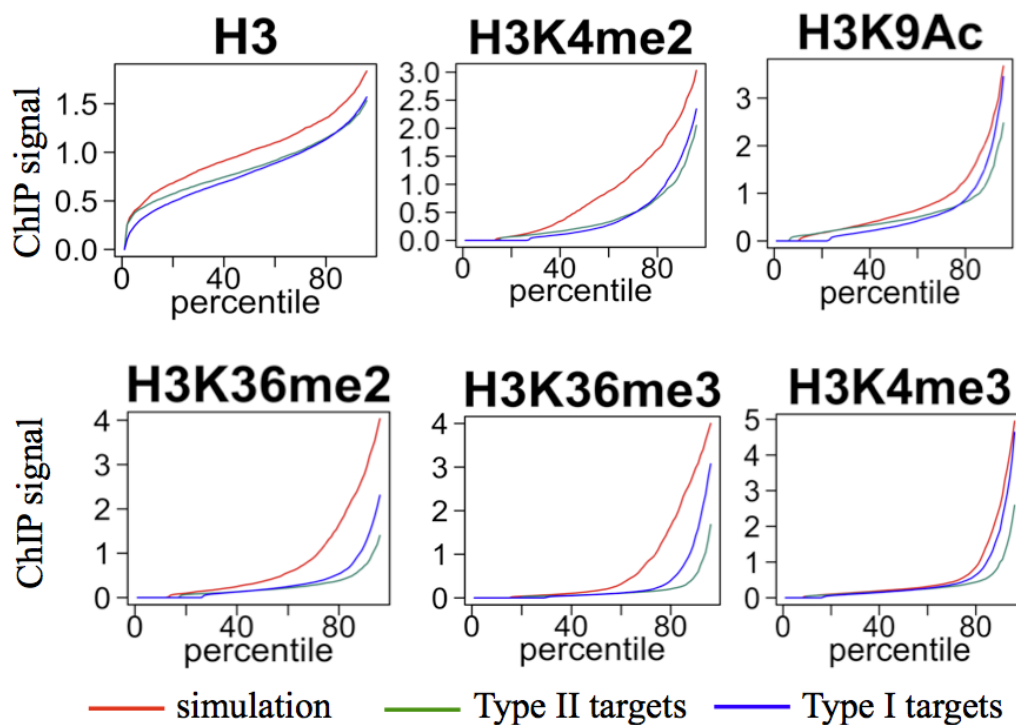 H3
H3K4me2
H3K9Ac
ChIP signal
1.5
1.0
0.5
0.0
0
40
80
percentile
3.0
2.5
2.0
1.5
1.0
0.5
0.0
0
40
80
percentile
3
2
1
0
0
40
80
percentile
H3K36me2
H3K36me3
H3K4me3
ChIP signal
4
3
2
1
0
0
40
80
percentile
4
3
2
1
0
0
40
80
percentile
5
4
3
2
1
0
0
40
80
percentile
simulation
Type II targets
Type I targets